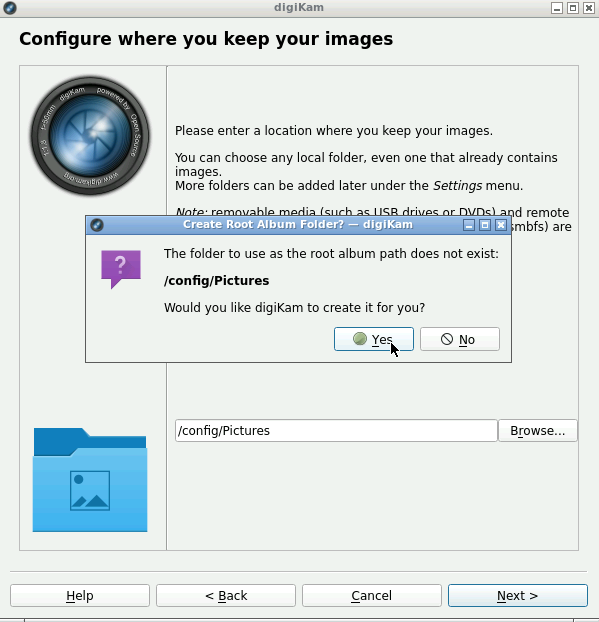 digiKam
Configure where you keep your images
digiKam powered by Open Source
www.digikam.org
Please enter a location where you keep your images.
You can choose any local folder, even one that already contains
images.
More folders can be added later under the Settings menu.
Note: removable media (such as USB drives or DVDs) and remote
smbfs) are
Create Root Album Folder? — digiKam
The folder to use as the root album path does not exist:
/config/Pictures
Would you like digiKam to create it for you?
Yes
No
/config/Pictures
Browse...
Help
< Back
Cancel
Next >